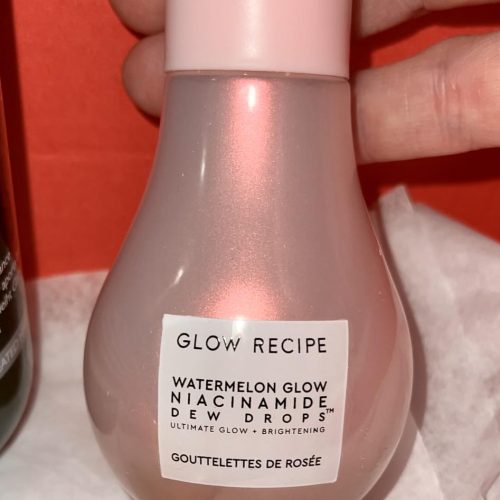 GLOW RECIPE
WATERMELON GLOW
NIACINAMIDE
DEW DROPS™
ULTIMATE GLOW + BRIGHTENING
GOUTTELETTES DE ROSÉE